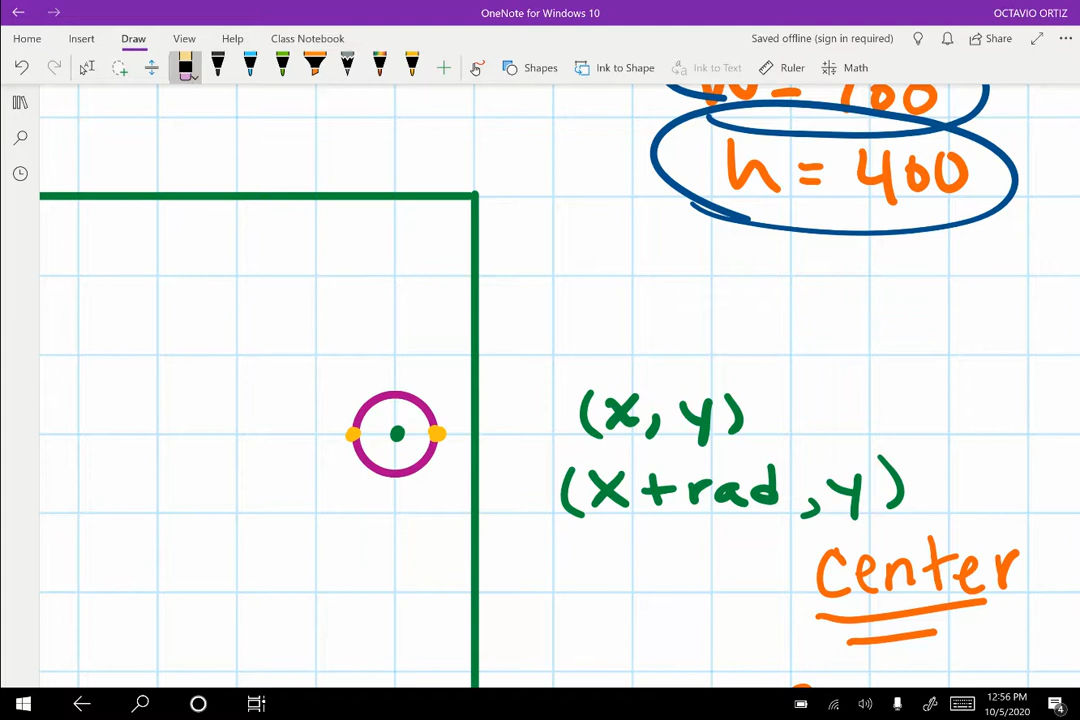 OneNote for Windows 10
OCTAVIO ORTIZ
Home Insert Draw View Help Class Notebook
Saved offline (sign in required) Share
Shapes Ink to Shape Ink to Text Ruler Math
h = 400
(x, y)
(x+rad, y)
center
12:56 PM
10/5/2020
4